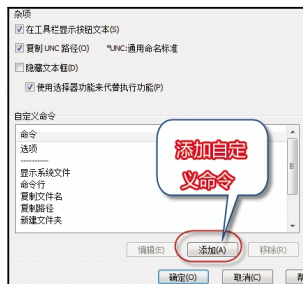 杂项
在工具栏显示按钮文本(S)
复制 UNC 路径(O) *UNC:通用命名标准
隐藏文本框(D)
使用选择器功能来代替执行功能(P)
自定义命令
命令
选项
----------
显示系统文件
命令行
复制文件名
复制路径
新建文件夹
添加自定
义命令
编辑(E) 添加(A) 移除(R)
确定(O) 取消(C) 帮